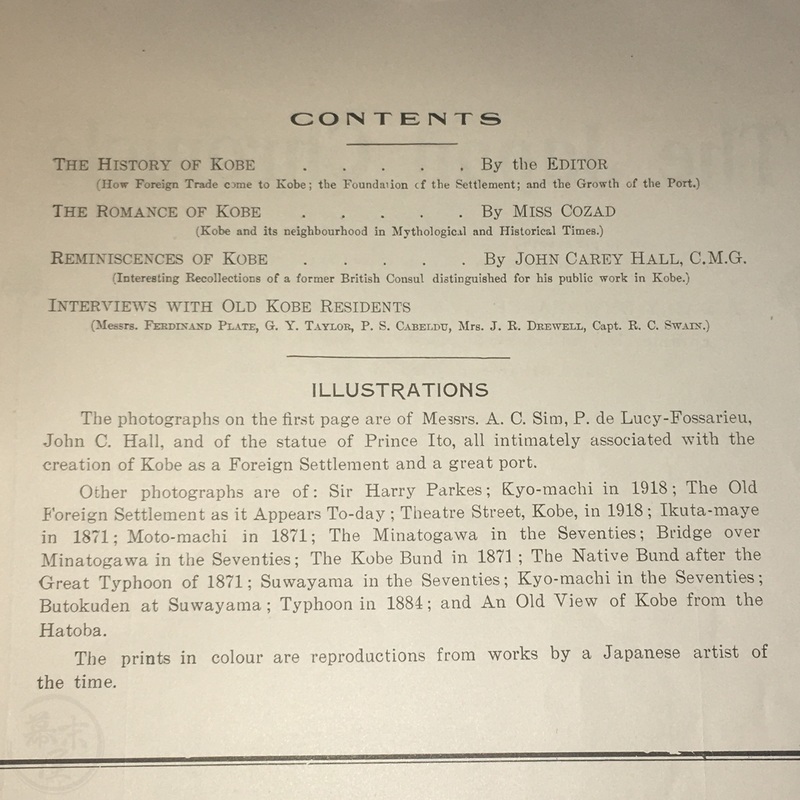 CONTENTS
THE HISTORY OF KOBE . . . . . By the EDITOR
(How Foreign Trade come to Kobe; the Foundation of the Settlement; and the Growth of the Port.)
THE ROMANCE OF KOBE . . . . . By MISS COZAD
(Kobe and its neighbourhood in Mythological and Historical Times.)
REMINISCENCES OF KOBE . . . . . By JOHN CAREY HALL, C.M.G.
(Interesting Recollections of a former British Consul distinguished for his public work in Kobe.)
INTERVIEWS WITH OLD KOBE RESIDENTS
(Messrs. FERDINAND PLATE, G. Y. TAYLOR, P. S. CABELDU, Mrs. J. R. DREWELL, Capt. R. C. SWAIN.)
ILLUSTRATIONS
The photographs on the first page are of Messrs. A. C. Sim, P. de Lucy-Fossarieu,
John C. Hall, and of the statue of Prince Ito, all intimately associated with the
creation of Kobe as a Foreign Settlement and a great port.
Other photographs are of: Sir Harry Parkes; Kyo-machi in 1918; The Old
Foreign Settlement as it Appears To-day; Theatre Street, Kobe, in 1918; Ikuta-maye
in 1871; Moto-machi in 1871; The Minatogawa in the Seventies; Bridge over
Minatogawa in the Seventies; The Kobe Bund in 1871; The Native Bund after the
Great Typhoon of 1871; Suwayama in the Seventies; Kyo-machi in the Seventies;
Butokuden at Suwayama; Typhoon in 1884; and An Old View of Kobe from the
Hatoba.
The prints in colour are reproductions from works by a Japanese artist of
the time.